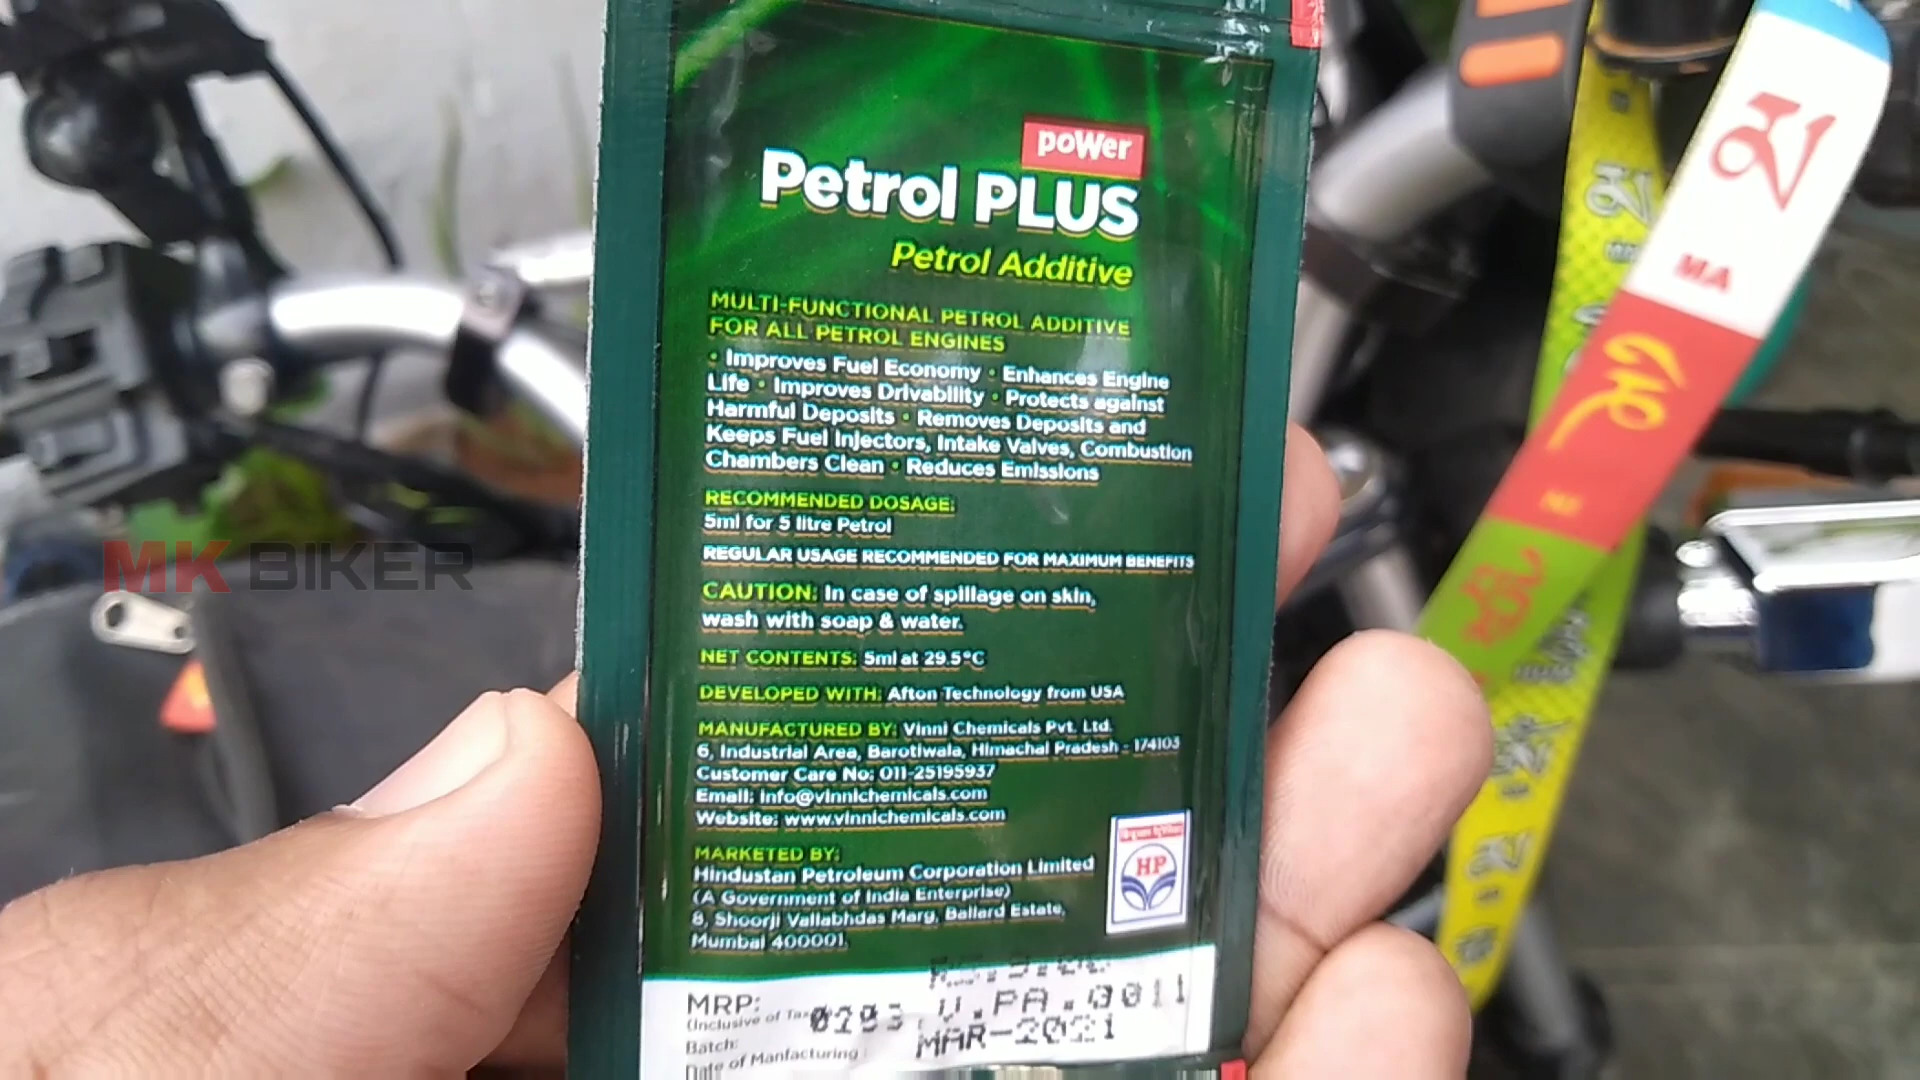 poWer
Petrol PLUS
Petrol Additive
MULTI-FUNCTIONAL PETROL ADDITIVE
FOR ALL PETROL ENGINES
• Improves Fuel Economy • Enhances Engine
Life • Improves Drivability • Protects against
Harmful Deposits • Removes Deposits and
Keeps Fuel Injectors, Intake Valves, Combustion
Chambers Clean • Reduces Emissions
RECOMMENDED DOSAGE:
5ml for 5 litre Petrol
REGULAR USAGE RECOMMENDED FOR MAXIMUM BENEFITS
CAUTION: In case of spillage on skin,
wash with soap & water.
NET CONTENTS: 5ml at 29.5°C
DEVELOPED WITH: Afton Technology from USA
MANUFACTURED BY: Vinni Chemicals Pvt. Ltd.
6, Industrial Area, Barotiwala, Himachal Pradesh - 174103
Customer Care No: 011-25195937
Email: info@vinnichemicals.com
Website: www.vinnichemicals.com
MARKETED BY:
Hindustan Petroleum Corporation Limited
(A Government of India Enterprise)
8, Shoorji Vallabhdas Marg, Ballard Estate,
Mumbai 400001.
HP
MRP:
(Inclusive of
Batch:
Date of Manfacturing
MAR-2021
MK BIKER
MA